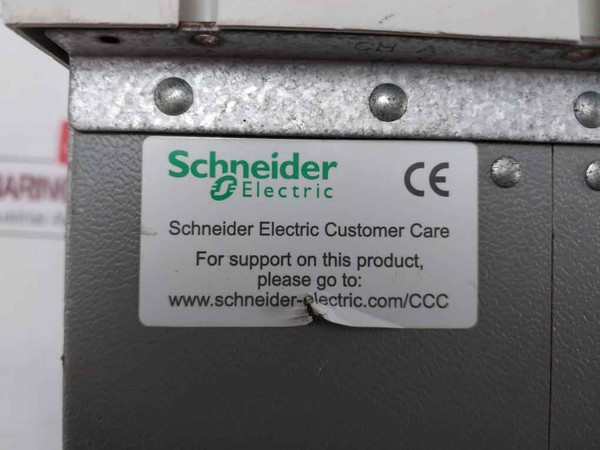 CH A
Schneider
Electric
CE
Schneider Electric Customer Care
For support on this product,
please go to:
www.schneider-electric.com/CCC